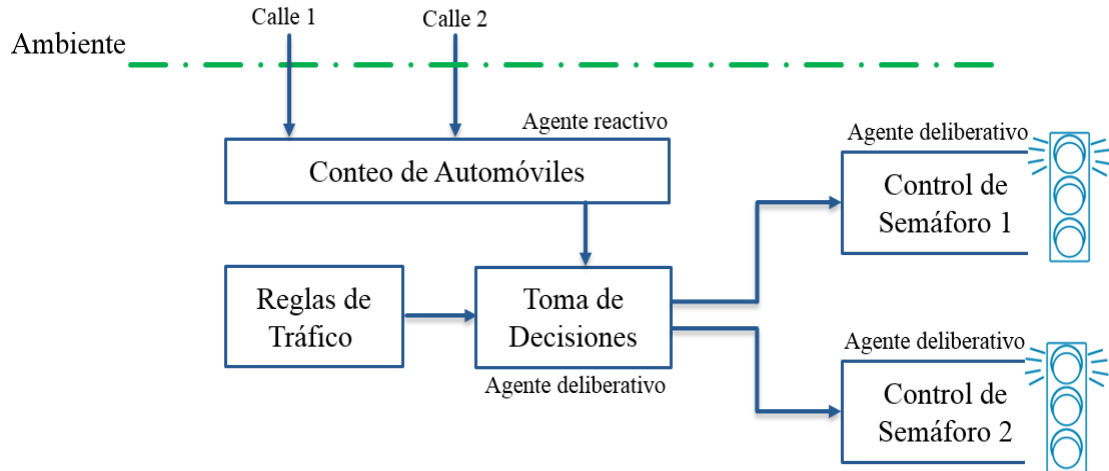 Calle 1
Calle 2
Ambiente
Agente reactivo
Conteo de Automóviles
Agente deliberativo
Control de
Semáforo 1
Reglas de
Tráfico
Toma de
Decisiones
Agente deliberativo
Agente deliberativo
Control de
Semáforo 2